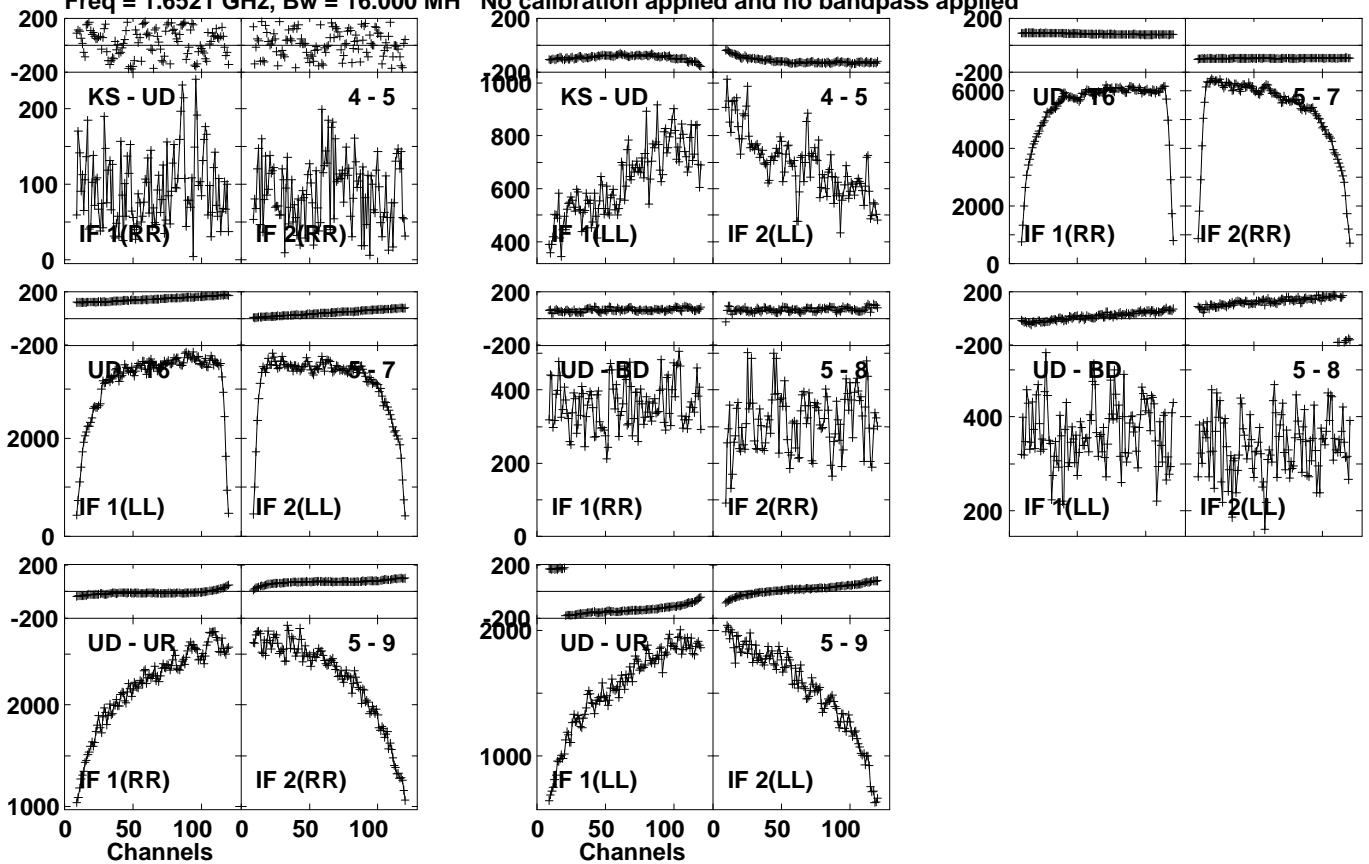 Freq = 1.6521 GHz, Bw = 16.000 MH No calibration applied and no bandpass applied
200
-200
KS - UD 4 - 5
200
100
0
IF 1(RR) IF 2(RR)
-200
1000
KS - UD 4 - 5
800
600
400
IF 1(LL) IF 2(LL)
200
-200
6000
5 - 7
4000
2000
0
IF 1(RR) IF 2(RR)
200
-200
2000
0
IF 1(LL) IF 2(LL)
200
-200
UD - BD 5 - 8
400
200
0
IF 1(RR) IF 2(RR)
200
-200
UD - BD 5 - 8
400
200
IF 1(LL) IF 2(LL)
200
-200
UD - UR 5 - 9
2000
1000
IF 1(RR) IF 2(RR)
0 50 100 0 50 100
Channels
200
-200
2000
UD - UR 5 - 9
1000
IF 1(LL) IF 2(LL)
0 50 100 0 50 100
Channels